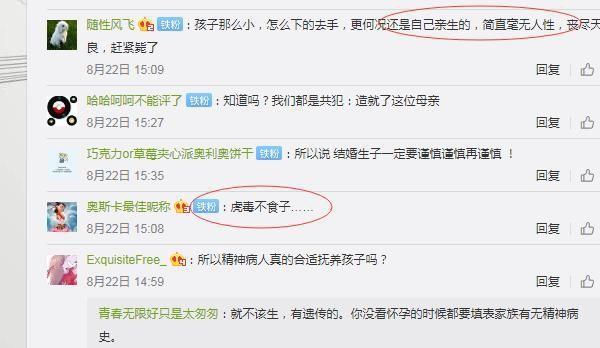 随性风飞 铁粉：孩子那么小，怎么下的去手，更何况还是自己亲生的，简直毫无人性，丧尽天
良，赶紧毙了
8月22日 15:09 回复
哈哈呵呵不能评了 铁粉：知道吗？我们都是共犯：造就了这位母亲
8月22日 15:27 回复
巧克力or草莓夹心派奥利奥饼干 铁粉：所以说 结婚生子一定要谨慎谨慎再谨慎 ！
8月22日 15:35 回复
奥斯卡最佳昵称 铁粉：虎毒不食子……
8月22日 15:08 回复
ExquisiteFree_ ：所以精神病人真的合适抚养孩子吗？
8月22日 14:59 回复
青春无限好只是太匆匆：就不该生，有遗传的。你没看怀孕的时候都要填表家族有无精神病
史。